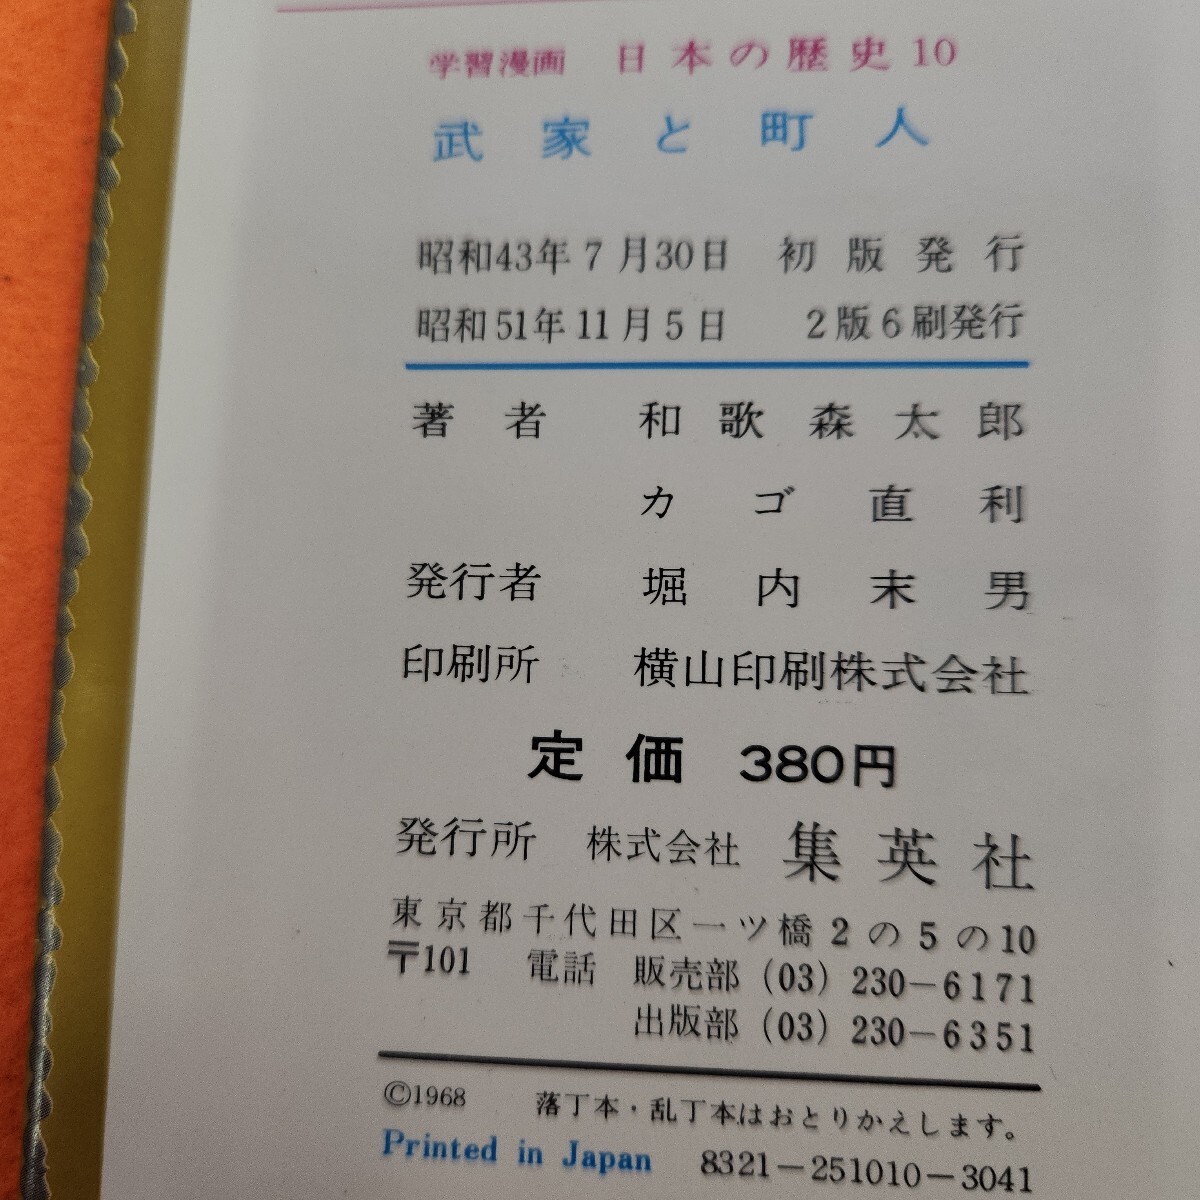 学習漫画 日本の歴史10
武家と町人
昭和43年7月30日 初版発行
昭和51年11月5日 2版6刷発行
著者 和歌森太郎
カゴ直利
発行者 堀内末男
印刷所 横山印刷株式会社
定価 380円
発行所 株式会社 集英社
東京都千代田区一ツ橋2の5の10
〒101 電話 販売部 (03) 230-6171
出版部 (03) 230-6351
©1968 落丁本・乱丁本はおとりかえします。
Printed in Japan 8321-251010-3041